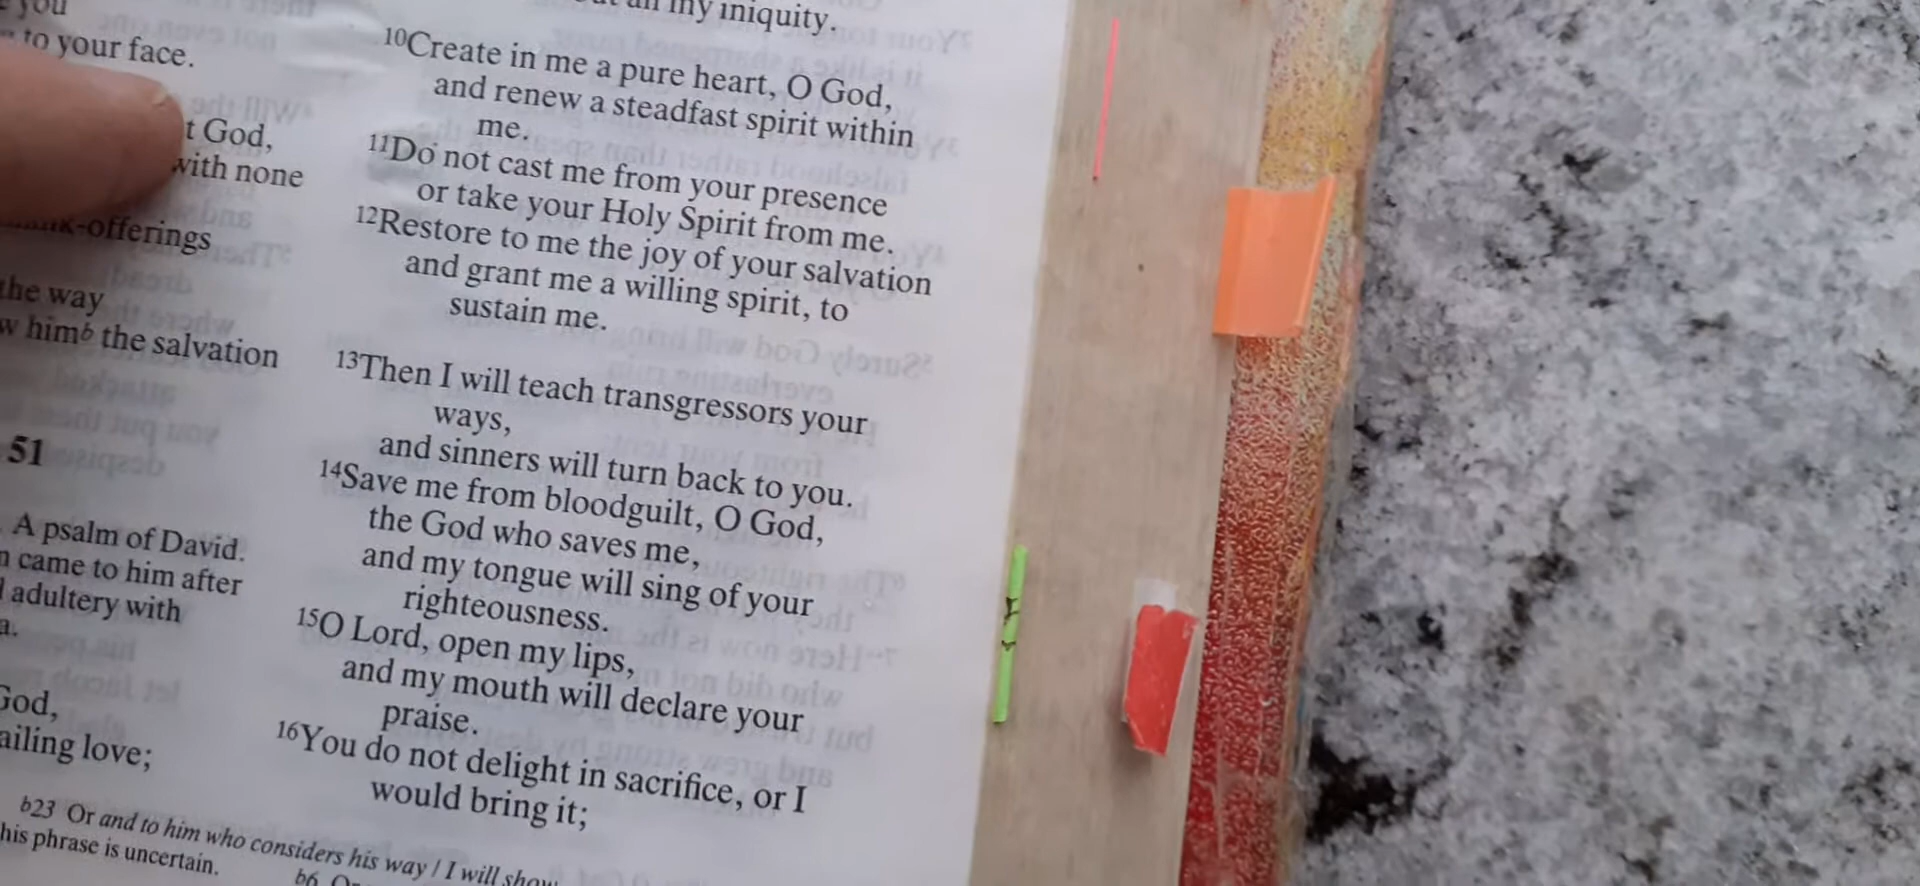 you
to your face.
t God,
with none
-offerings
the way
w himb the salvation
51
A psalm of David.
came to him after
adultery with
a.
God,
ailing love;
my iniquity.
10Create in me a pure heart, O God,
and renew a steadfast spirit within
me.
11Do not cast me from your presence
or take your Holy Spirit from me.
12Restore to me the joy of your salvation
and grant me a willing spirit, to
sustain me.
13Then I will teach transgressors your
ways,
and sinners will turn back to you.
14Save me from bloodguilt, O God,
the God who saves me,
and my tongue will sing of your
righteousness.
15O Lord, open my lips,
and my mouth will declare your
praise.
16You do not delight in sacrifice, or I
would bring it;
b23 Or and to him who considers his way / I will show
his phrase is uncertain.
b6